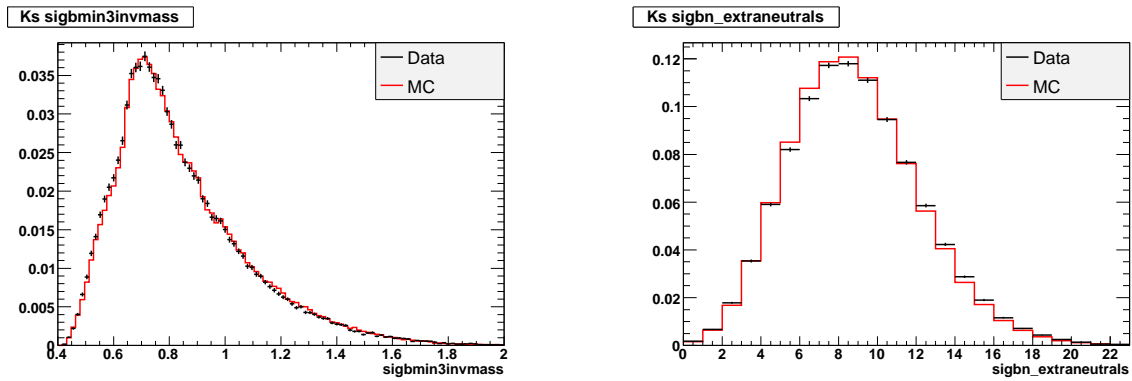 Ks sigbmin3invmass
Data
MC
0.035
0.03
0.025
0.02
0.015
0.01
0.005
0
0.4 0.6 0.8 1 1.2 1.4 1.6 1.8 2
sigbmin3invmass
Ks sigbn_extraneutrals
Data
MC
0.12
0.1
0.08
0.06
0.04
0.02
0
0 2 4 6 8 10 12 14 16 18 20 22
sigbn_extraneutrals